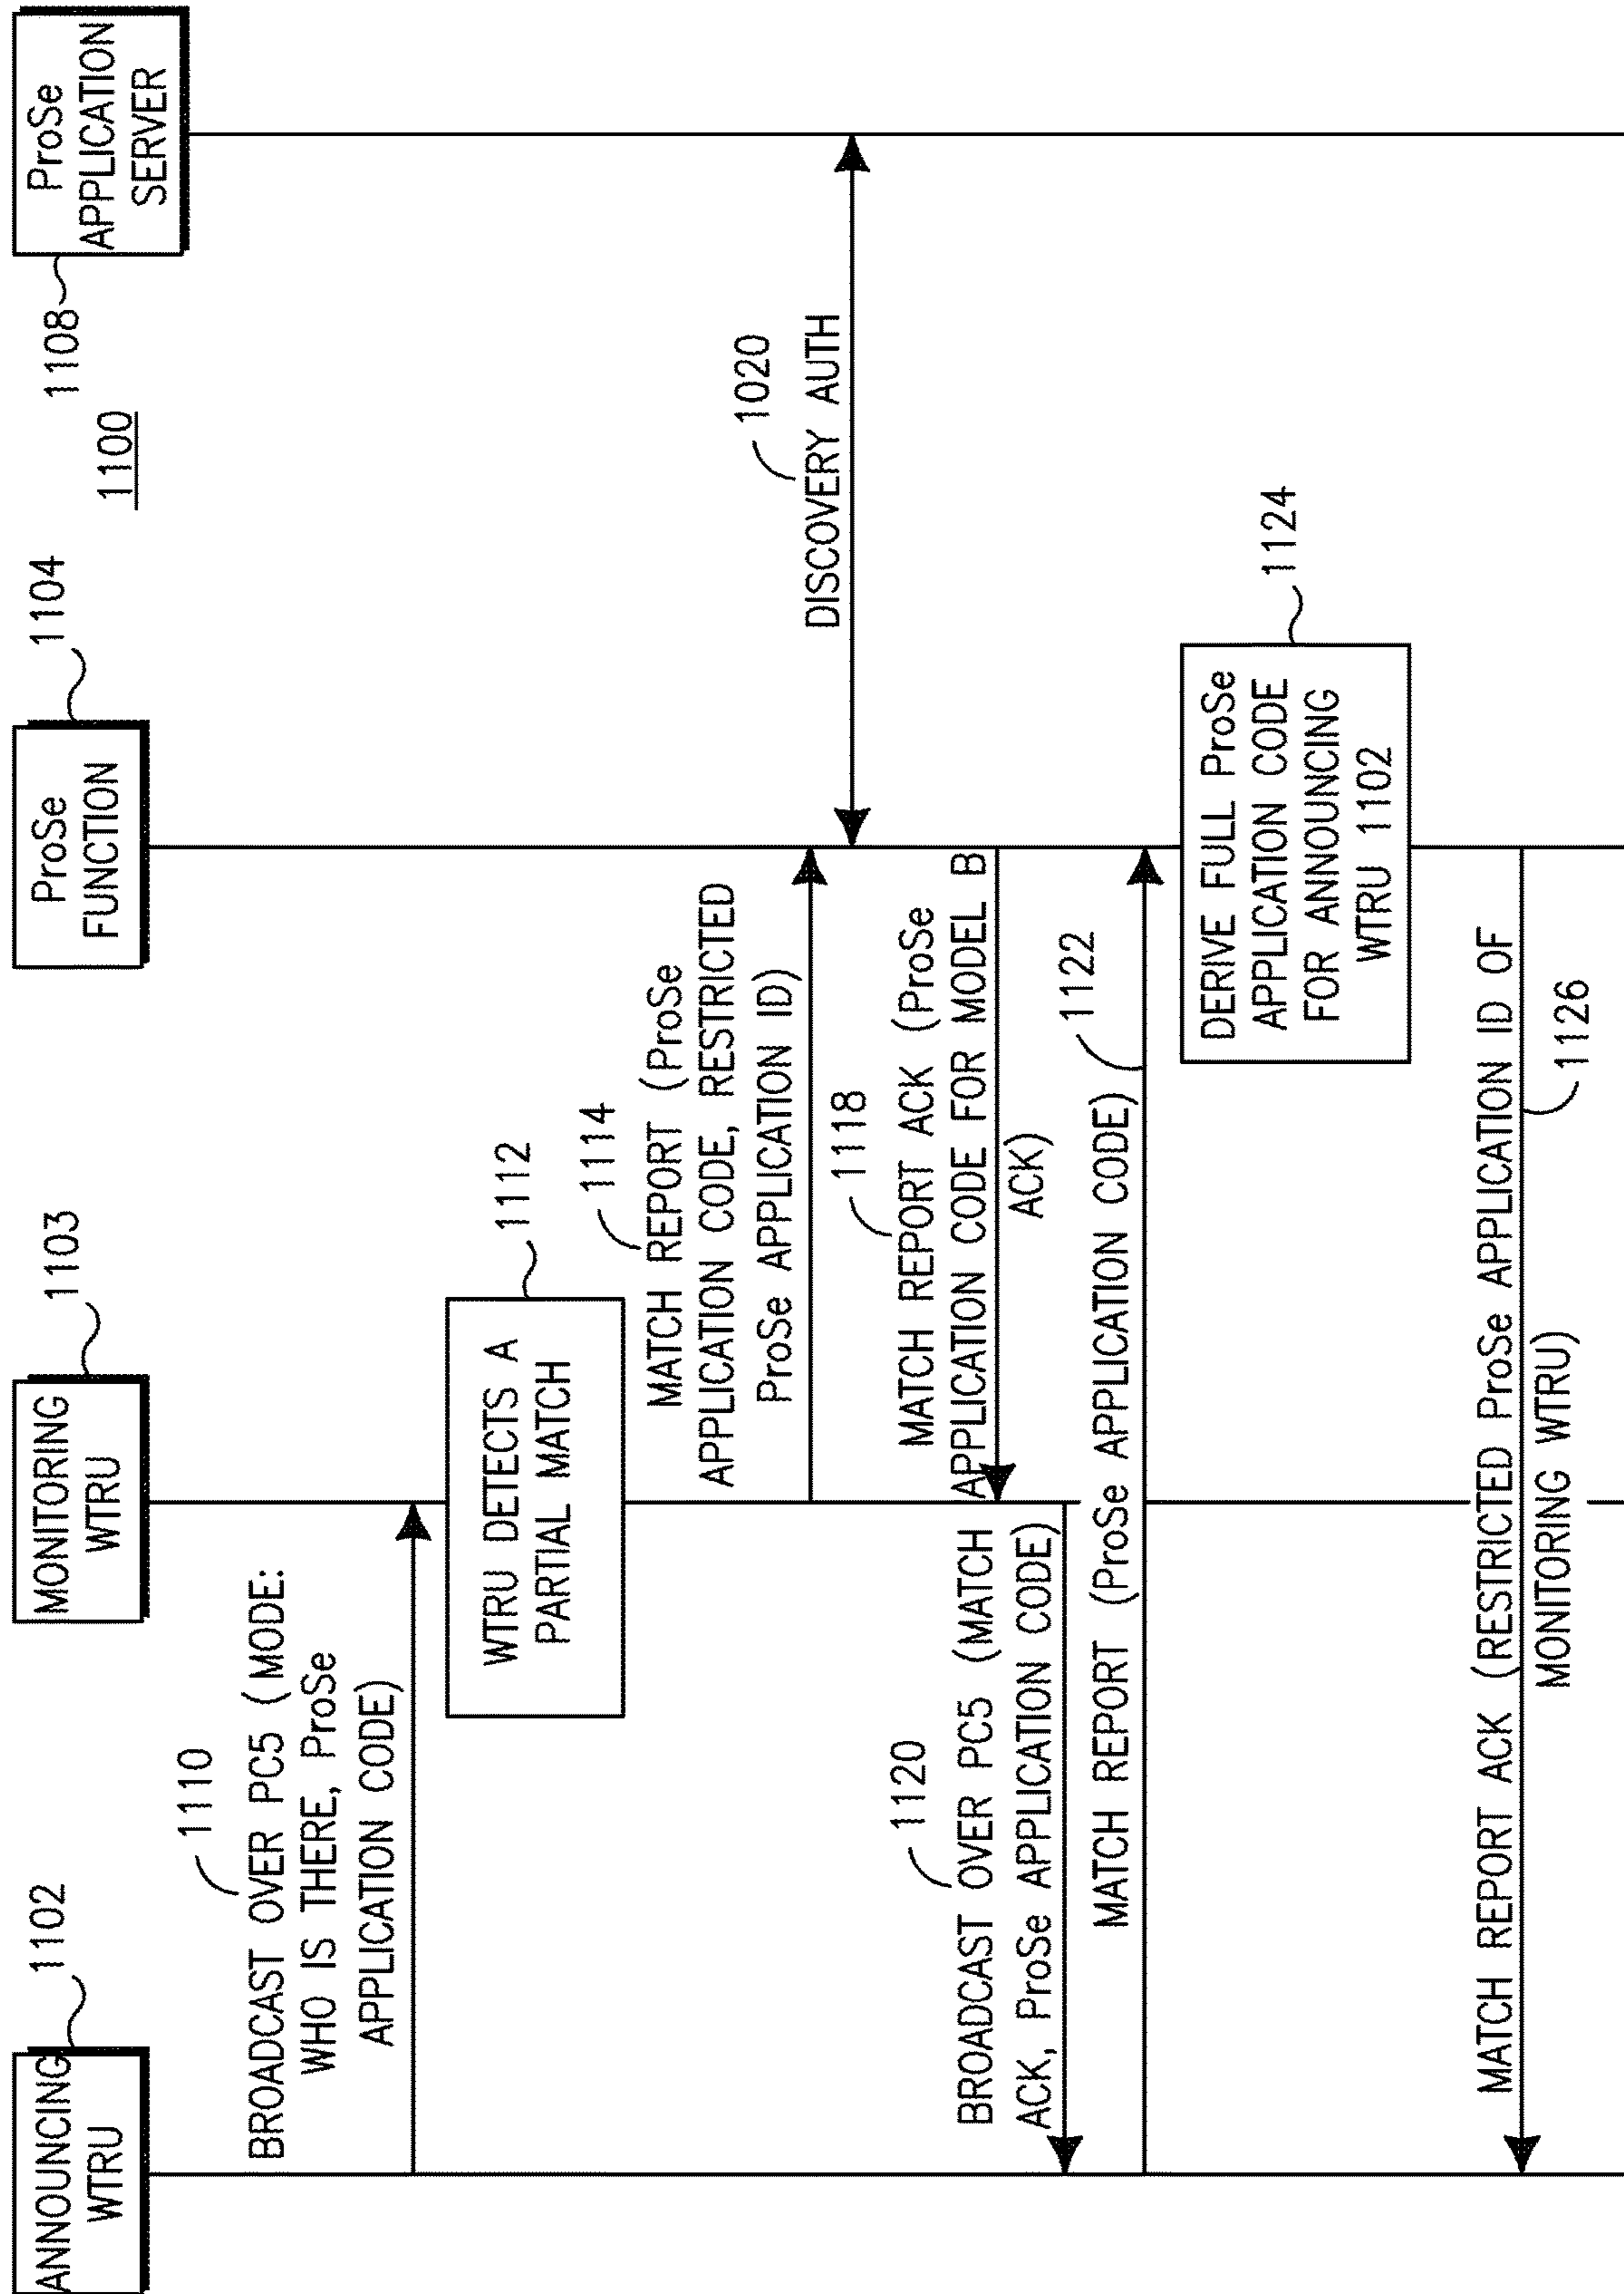 ANNOUNCING
WTRU
1102
MONITORING
WTRU
1103
ProSe
FUNCTION
1104
ProSe
APPLICATION
SERVER
1108
1100
1110
BROADCAST OVER PC5 (MODE:
WHO IS THERE, ProSe
APPLICATION CODE)
WTRU DETECTS A
PARTIAL MATCH
1112
1114
MATCH REPORT (ProSe
APPLICATION CODE, RESTRICTED
ProSe APPLICATION ID)
1020
DISCOVERY AUTH
1118
MATCH REPORT ACK (ProSe
APPLICATION CODE FOR MODEL B
ACK)
1120
BROADCAST OVER PC5 (MATCH
ACK, ProSe APPLICATION CODE)
MATCH REPORT (ProSe APPLICATION CODE)
1122
DERIVE FULL ProSe
APPLICATION CODE
FOR ANNOUNCING
WTRU 1102
1124
MATCH REPORT ACK (RESTRICTED ProSe APPLICATION ID OF
MONITORING WTRU)
1126